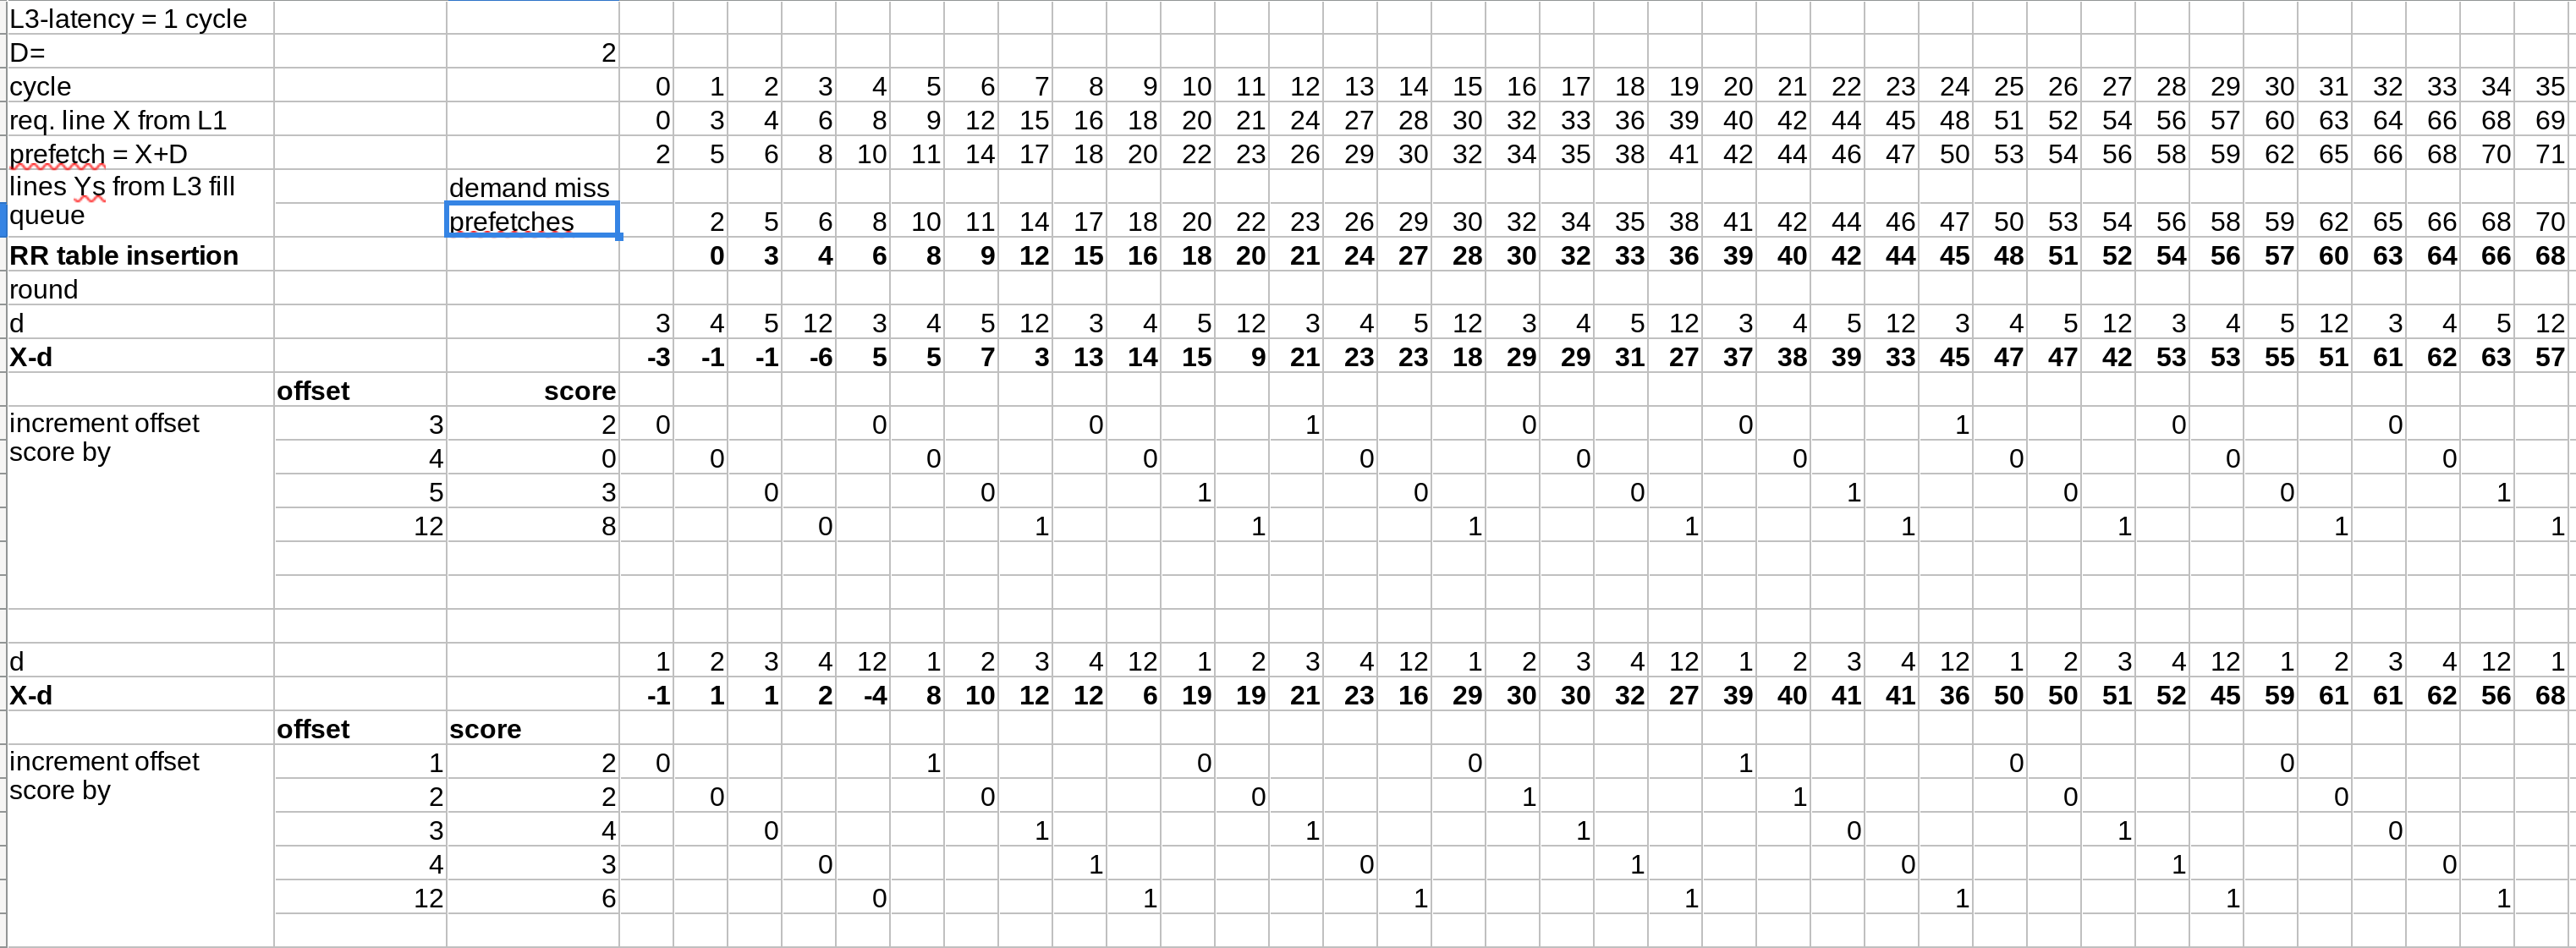 L3-latency = 1 cycle
D= 2
cycle 0 1 2 3 4 5 6 7 8 9 10 11 12 13 14 15 16 17 18 19 20 21 22 23 24 25 26 27 28 29 30 31 32 33 34 35
req. line X from L1 0 3 4 6 8 9 12 15 16 18 20 21 24 27 28 30 32 33 36 39 40 42 44 45 48 51 52 54 56 57 60 63 64 66 68 69
prefetch = X+D 2 5 6 8 10 11 14 17 18 20 22 23 26 29 30 32 34 35 38 41 42 44 46 47 50 53 54 56 58 59 62 65 66 68 70 71
lines Ys from L3 fill queue
demand miss
prefetches 2 5 6 8 10 11 14 17 18 20 22 23 26 29 30 32 34 35 38 41 42 44 46 47 50 53 54 56 58 59 62 65 66 68 70
RR table insertion 0 3 4 6 8 9 12 15 16 18 20 21 24 27 28 30 32 33 36 39 40 42 44 45 48 51 52 54 56 57 60 63 64 66 68
round
d 3 4 5 12 3 4 5 12 3 4 5 12 3 4 5 12 3 4 5 12 3 4 5 12 3 4 5 12 3 4 5 12 3 4 5 12
X-d -3 -1 -1 -6 5 5 7 3 13 14 15 9 21 23 23 18 29 29 31 27 37 38 39 33 45 47 47 42 53 53 55 51 61 62 63 57
offset score
increment offset score by
3 2 0 0 0 1 0 0 1 0 0
4 0 0 0 0 0 0 0 0 0 0
5 3 0 0 1 0 0 1 0 0 1
12 8 0 1 1 1 1 1 1 1 1
d 1 2 3 4 12 1 2 3 4 12 1 2 3 4 12 1 2 3 4 12 1 2 3 4 12 1 2 3 4 12 1 2 3 4 12 1
X-d -1 1 1 2 -4 8 10 12 12 6 19 19 21 23 16 29 30 30 32 27 39 40 41 41 36 50 50 51 52 45 59 61 61 62 56 68
offset score
increment offset score by
1 2 0 1 0 0 1 0 0
2 2 0 0 0 1 1 0 0
3 4 0 1 1 1 0 1 0
4 3 0 1 0 1 0 1 0
12 6 0 1 1 1 1 1 1